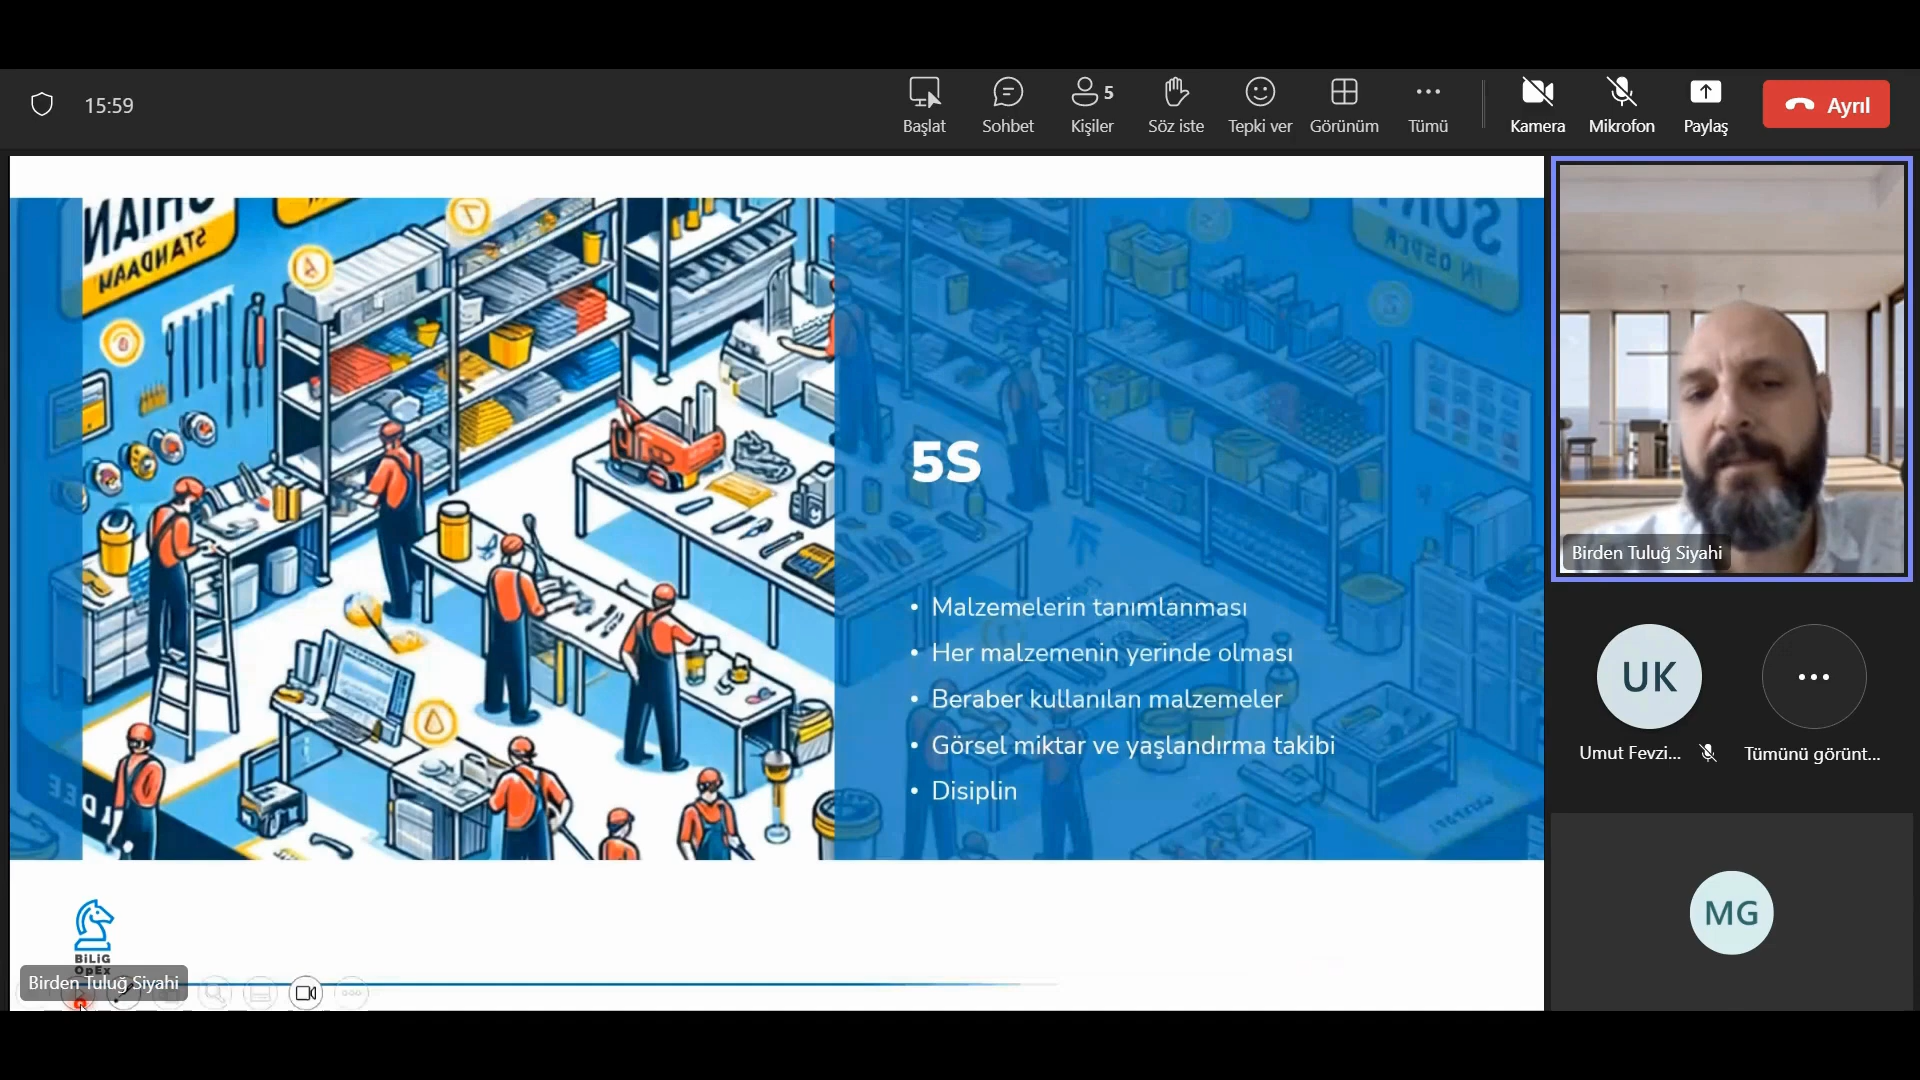 15:59
Başlat
Sohbet
5
Kişiler
Söz iste
Tepki ver
Görünüm
Tümü
Kamera
Mikrofon
Paylaş
Ayrıl
5S
• Malzemelerin tanımlanması
• Her malzemenin yerinde olması
• Beraber kullanılan malzemeler
• Görsel miktar ve yaşlandırma takibi
• Disiplin
BiLiG
OpEx
Birden Tuluğ Siyahi
Birden Tuluğ Siyahi
UK
Umut Fevzi...
Tümünü görünt...
MG